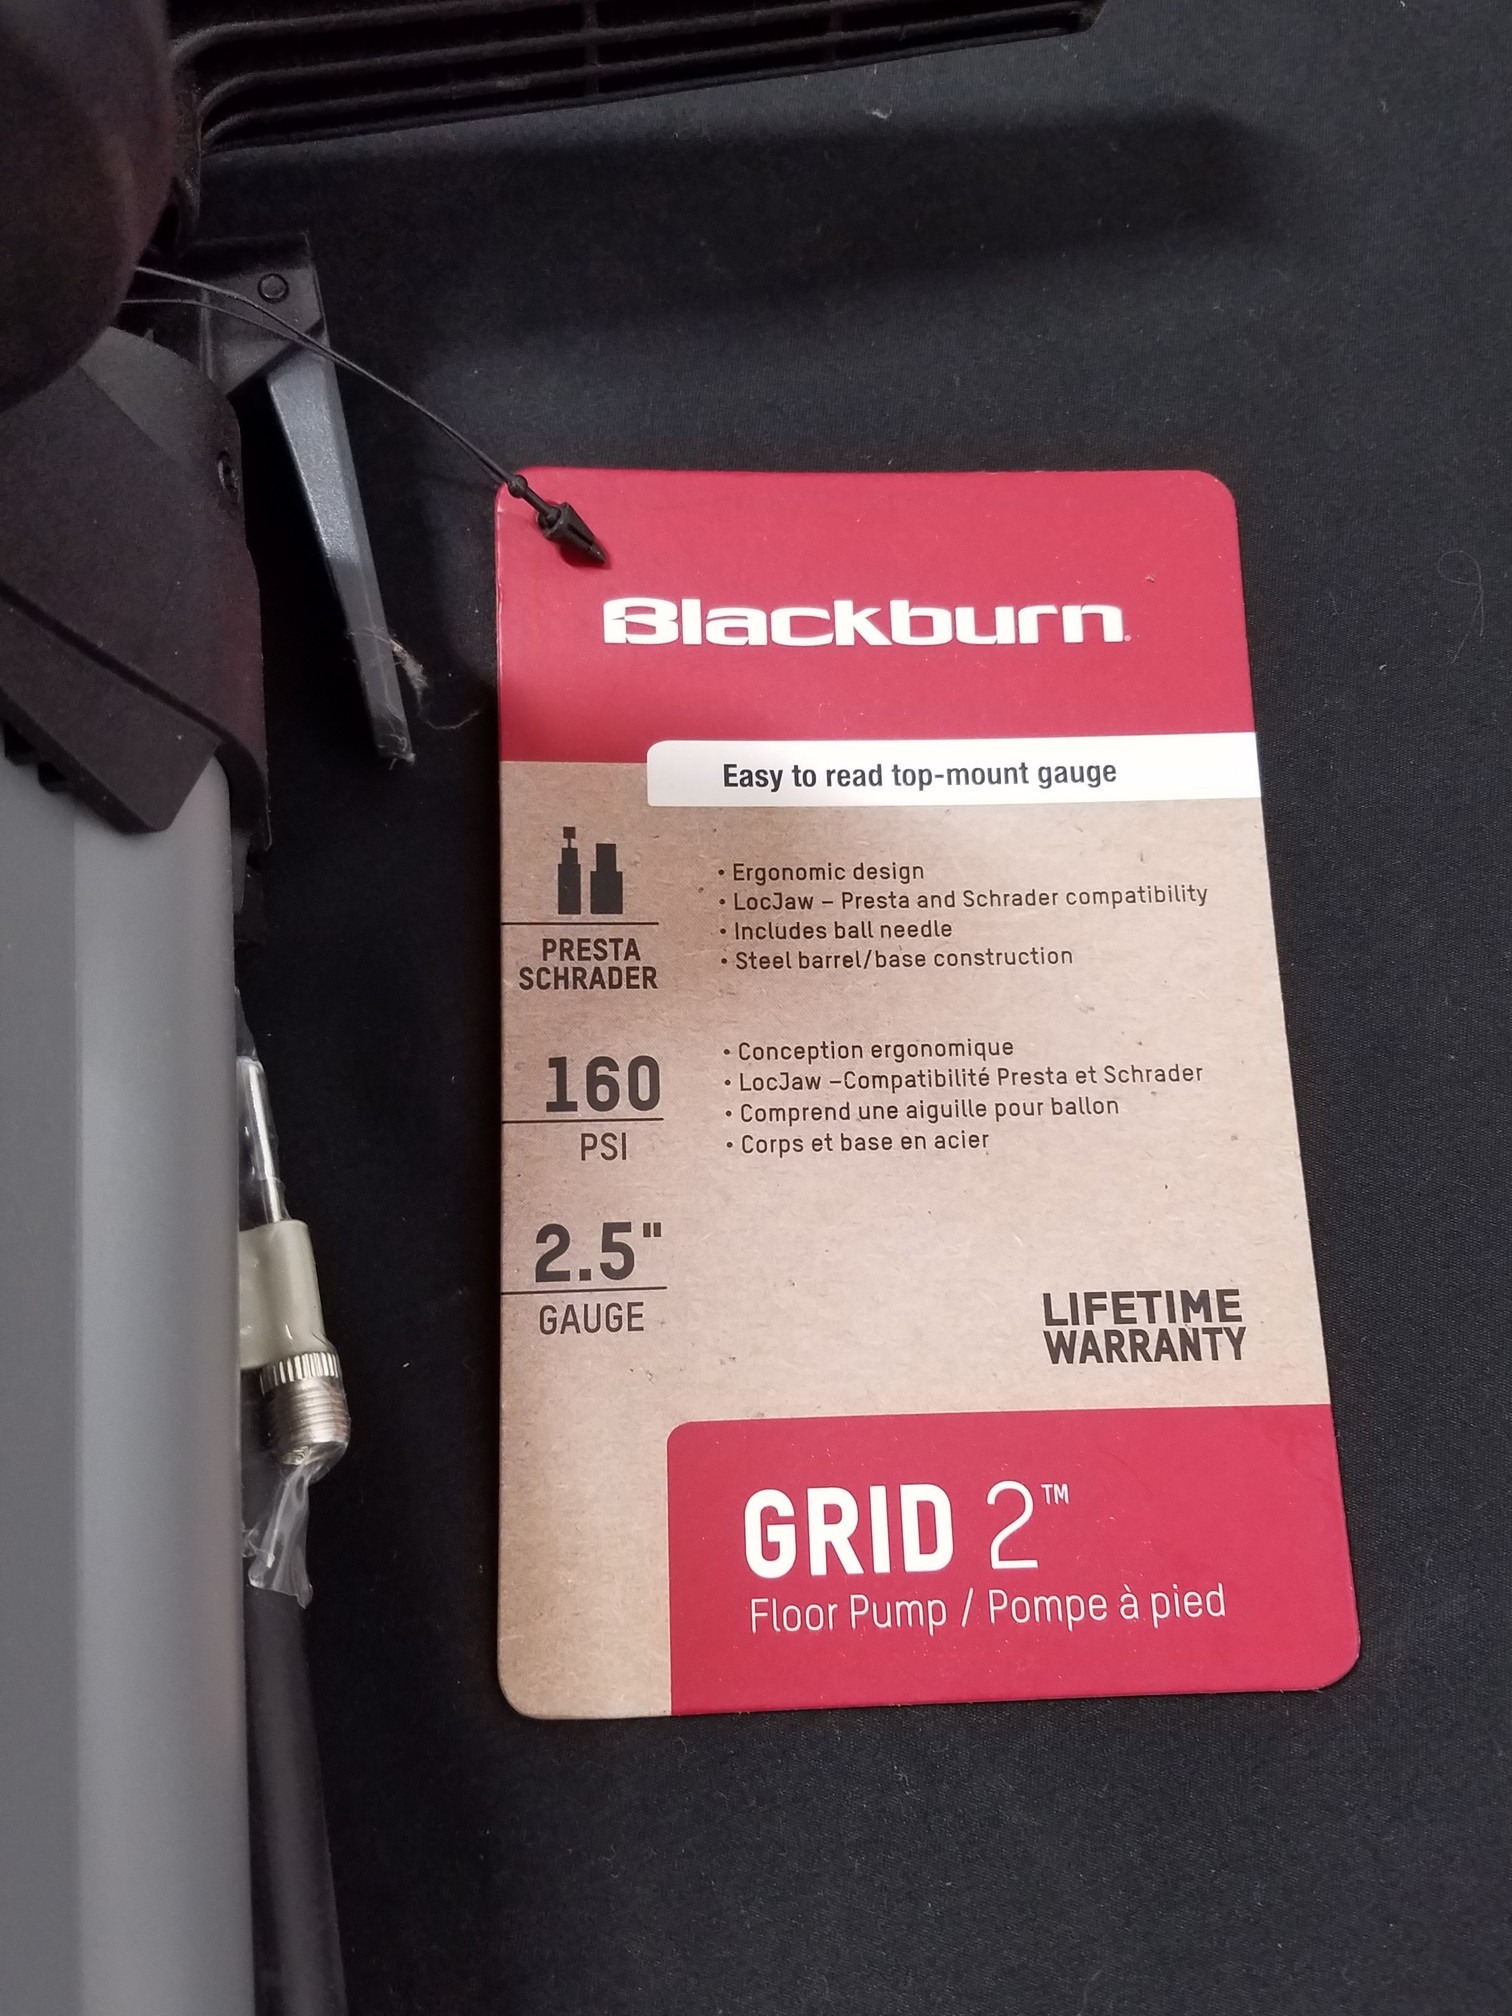 Blackburn
Easy to read top-mount gauge
PRESTA
SCHRADER
• Ergonomic design
• LocJaw – Presta and Schrader compatibility
• Includes ball needle
• Steel barrel/base construction
160
PSI
• Conception ergonomique
• LocJaw –Compatibilité Presta et Schrader
• Comprend une aiguille pour ballon
• Corps et base en acier
2.5"
GAUGE
LIFETIME
WARRANTY
GRID 2™
Floor Pump / Pompe à pied